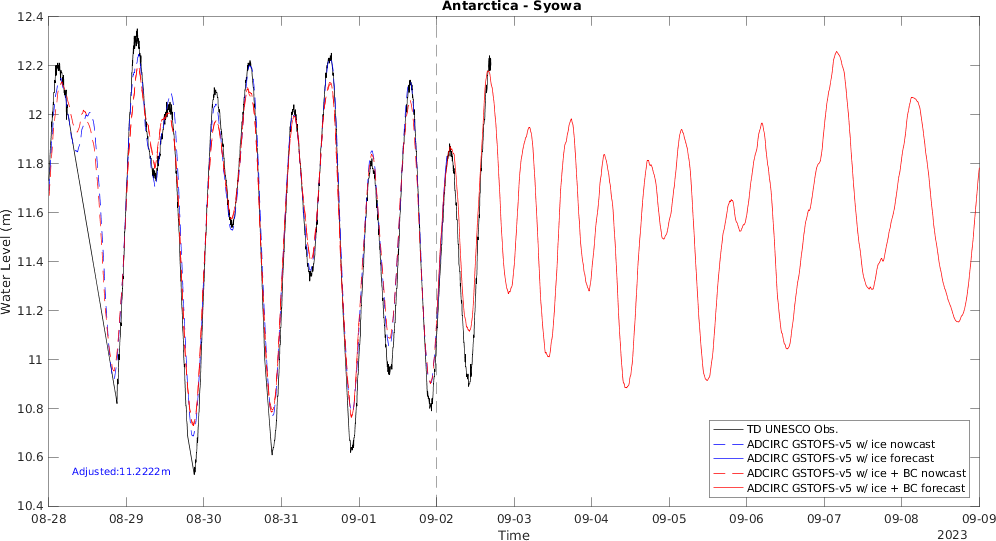 Antarctica - Syowa
Water Level (m)
12.4
12.2
12
11.8
11.6
11.4
11.2
11
10.8
10.6
10.4
Adjusted:11.2222m
TD UNESCO Obs.
ADCIRC GSTOFS-v5 w/ ice nowcast
ADCIRC GSTOFS-v5 w/ ice forecast
ADCIRC GSTOFS-v5 w/ ice + BC nowcast
ADCIRC GSTOFS-v5 w/ ice + BC forecast
08-28 08-29 08-30 08-31 09-01 09-02 09-03 09-04 09-05 09-06 09-07 09-08 09-09
Time
2023